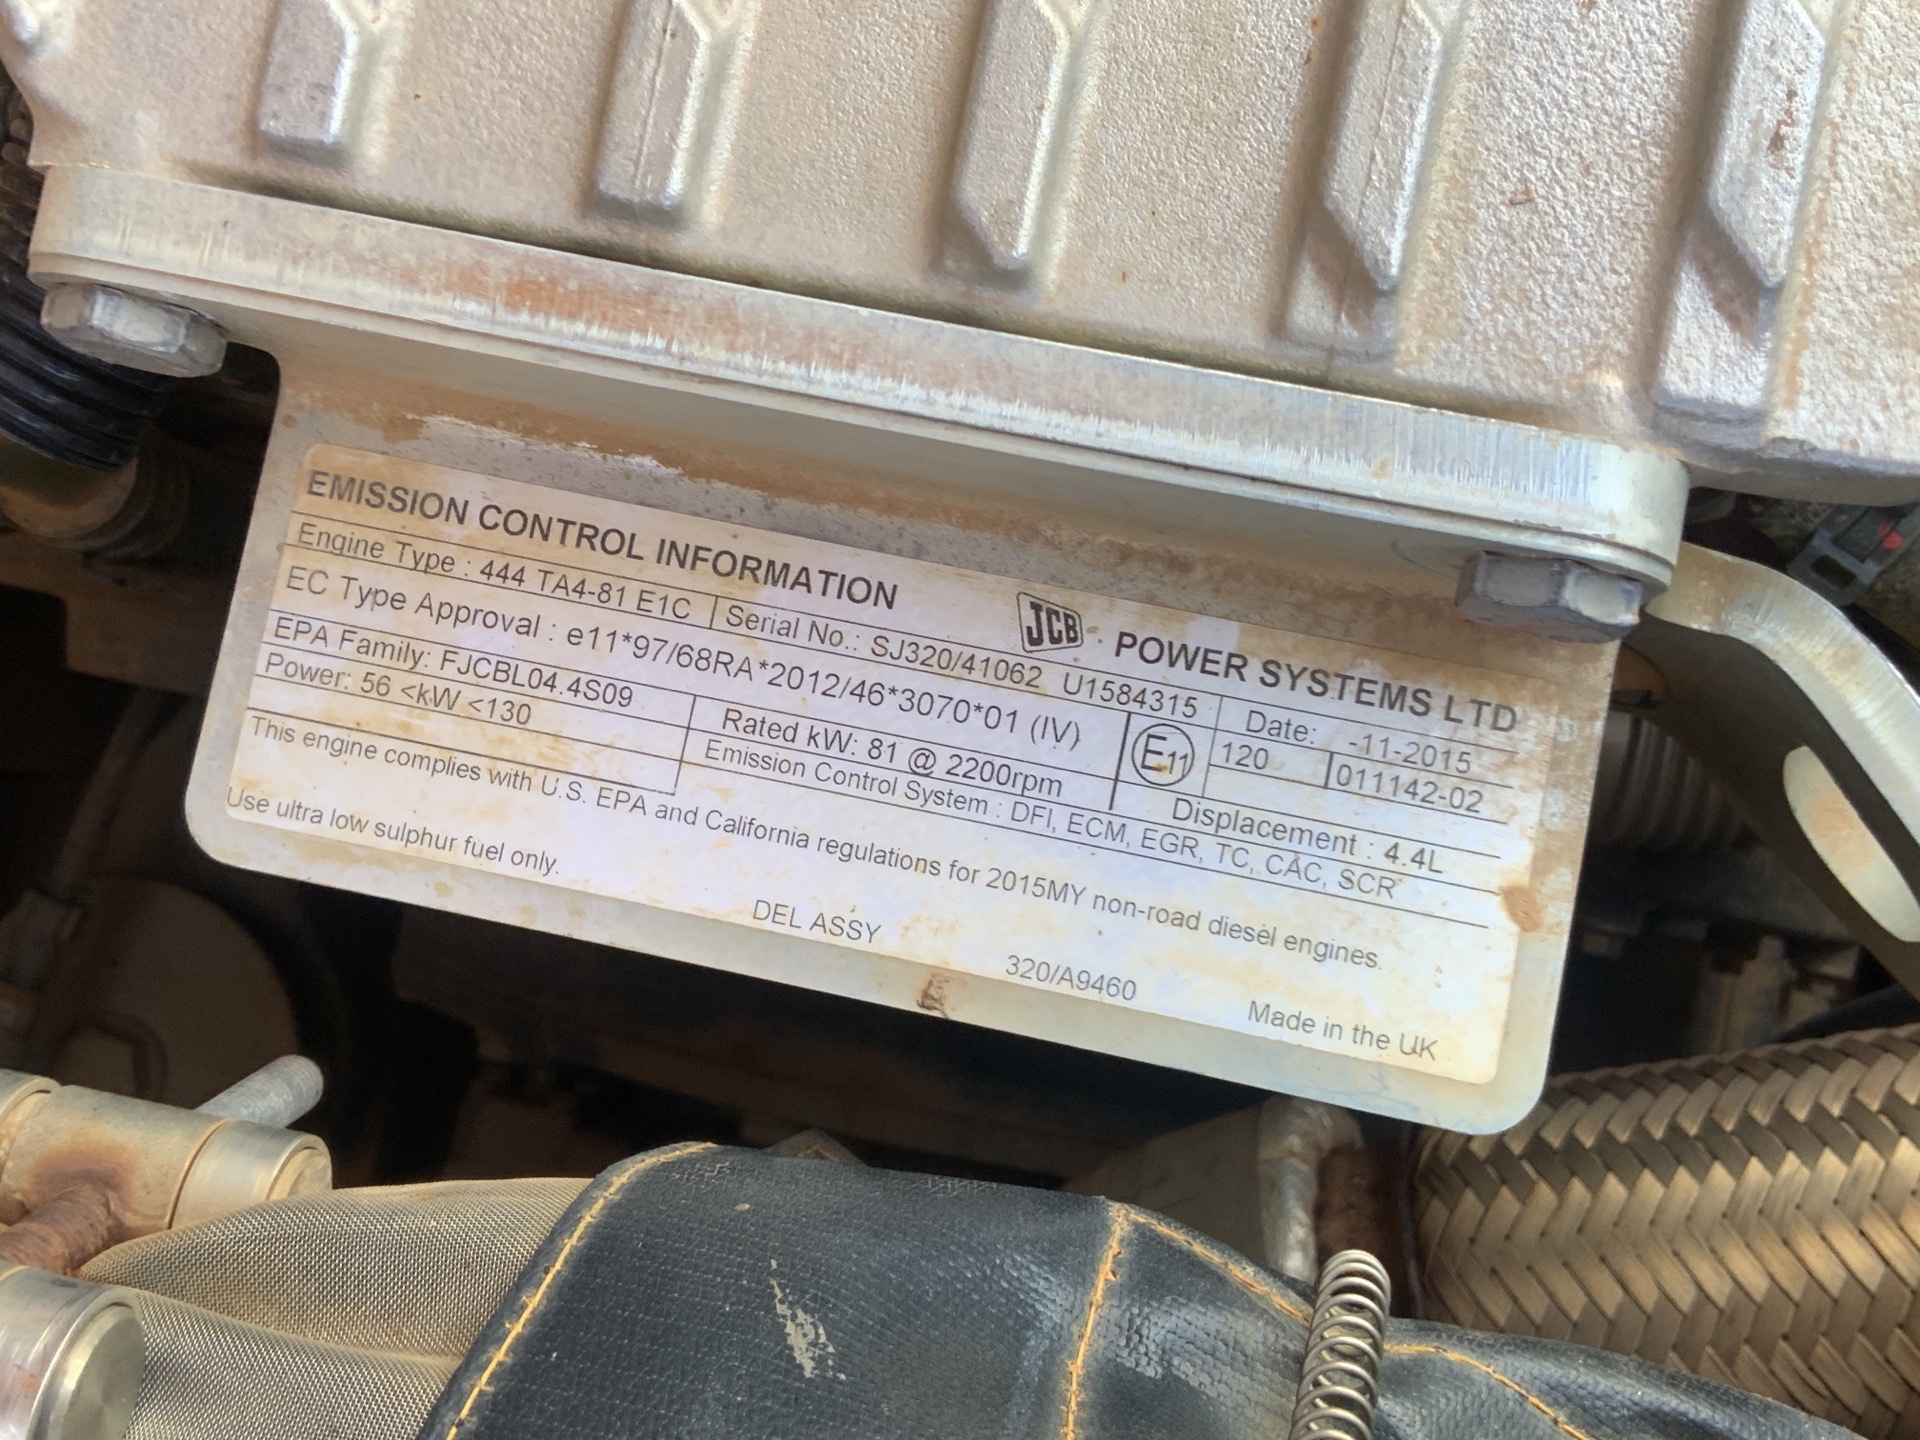 EMISSION CONTROL INFORMATION JCB POWER SYSTEMS LTD
Engine Type : 444 TA4-81 E1C Serial No.: SJ320/41062 U1584315 Date: -11-2015
EC Type Approval : e11*97/68RA*2012/46*3070*01 (IV) E11 120 011142-02
EPA Family: FJCBL04.4S09 Rated kW: 81 @ 2200rpm Displacement : 4.4L
Power: 56 <kW <130 Emission Control System : DFI, ECM, EGR, TC, CAC, SCR
This engine complies with U.S. EPA and California regulations for 2015MY non-road diesel engines.
Use ultra low sulphur fuel only.
DEL ASSY 320/A9460 Made in the UK